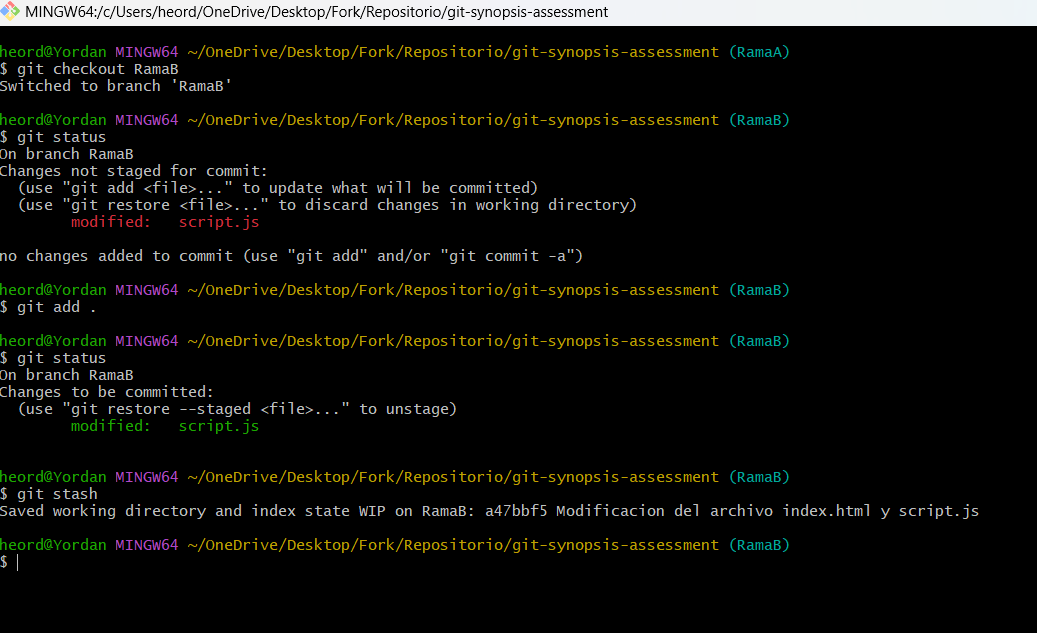 MINGW64:/c/Users/heord/OneDrive/Desktop/Fork/Repositorio/git-synopsis-assessment
heord@Yordan MINGW64 ~/OneDrive/Desktop/Fork/Repositorio/git-synopsis-assessment (RamaA)
$ git checkout RamaB
Switched to branch 'RamaB'
heord@Yordan MINGW64 ~/OneDrive/Desktop/Fork/Repositorio/git-synopsis-assessment (RamaB)
$ git status
On branch RamaB
Changes not staged for commit:
  (use "git add <file>..." to update what will be committed)
  (use "git restore <file>..." to discard changes in working directory)
        modified:   script.js
no changes added to commit (use "git add" and/or "git commit -a")
heord@Yordan MINGW64 ~/OneDrive/Desktop/Fork/Repositorio/git-synopsis-assessment (RamaB)
$ git add .
heord@Yordan MINGW64 ~/OneDrive/Desktop/Fork/Repositorio/git-synopsis-assessment (RamaB)
$ git status
On branch RamaB
Changes to be committed:
  (use "git restore --staged <file>..." to unstage)
        modified:   script.js
heord@Yordan MINGW64 ~/OneDrive/Desktop/Fork/Repositorio/git-synopsis-assessment (RamaB)
$ git stash
Saved working directory and index state WIP on RamaB: a47bbf5 Modificacion del archivo index.html y script.js
heord@Yordan MINGW64 ~/OneDrive/Desktop/Fork/Repositorio/git-synopsis-assessment (RamaB)
$